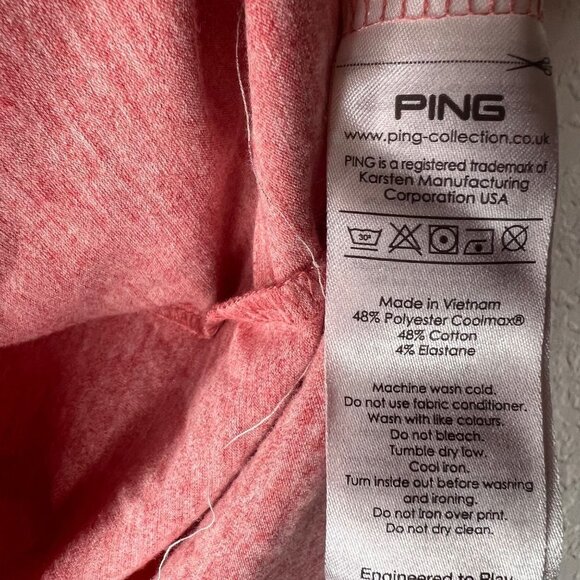 PING
www.ping-collection.co.uk
PING is a registered trademark of
Karsten Manufacturing
Corporation USA
30°
Made in Vietnam
48% Polyester Coolmax®
48% Cotton
4% Elastane
Machine wash cold.
Do not use fabric conditioner.
Wash with like colours.
Do not bleach.
Tumble dry low.
Cool iron.
Turn inside out before washing
and ironing.
Do not iron over print.
Do not dry clean.
Engineered to Play